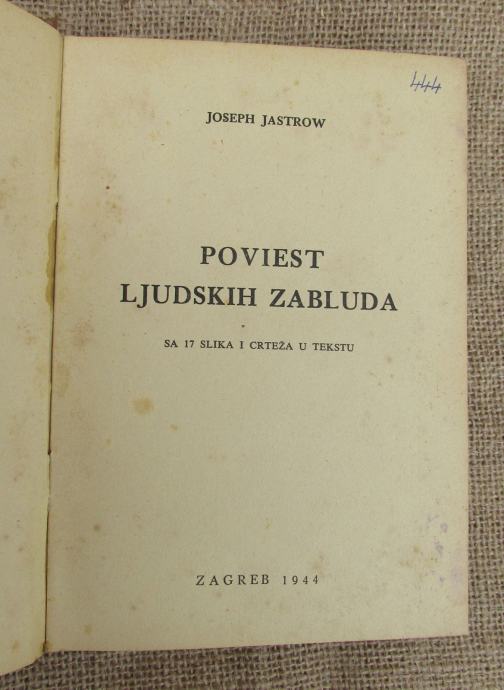 444
JOSEPH JASTROW
POVIEST
LJUDSKIH ZABLUDA
SA 17 SLIKA I CRTEŽA U TEKSTU
ZAGREB 1944